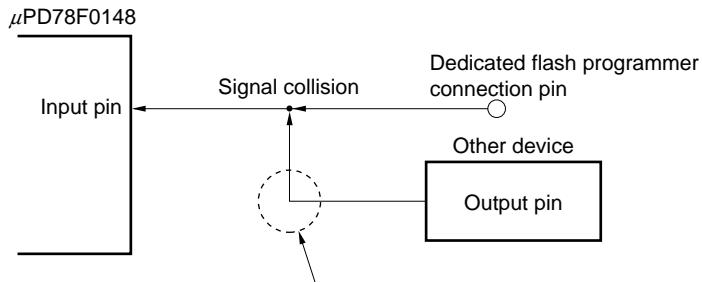 μPD78F0148
Input pin
Signal collision
Dedicated flash programmer
connection pin
Other device
Output pin